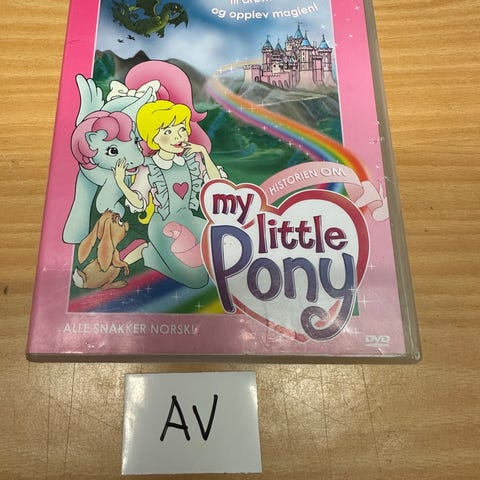 og opplev magien!
HISTORIEN OM
my
little
Pony
ALLE SNAKKER NORSK!
DVD
AV